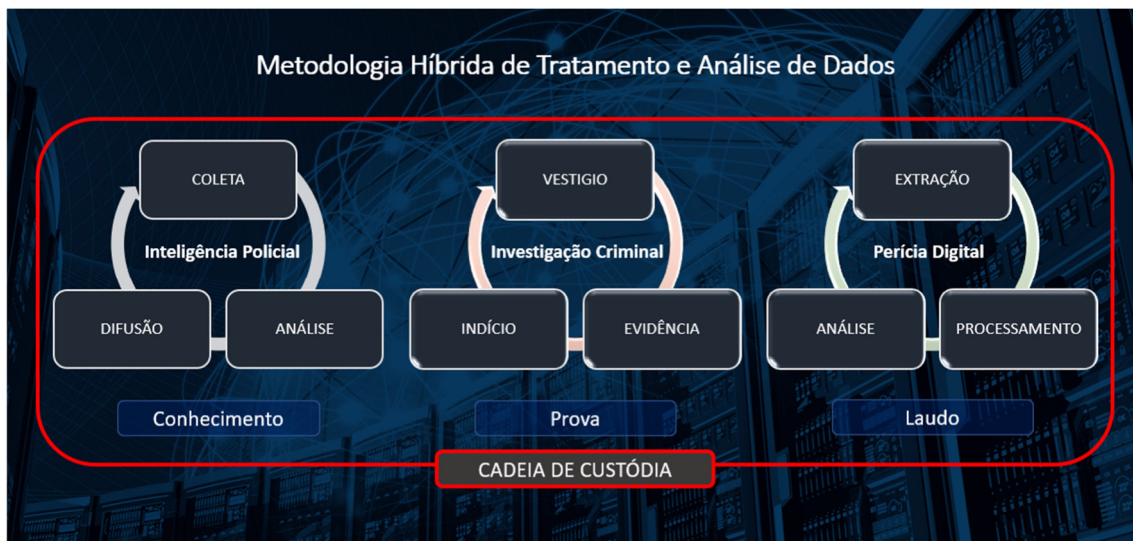 Metodologia Híbrida de Tratamento e Análise de Dados
COLETA
Inteligência Policial
DIFUSÃO
ANÁLISE
Conhecimento
VESTIGIO
Investigação Criminal
INDÍCIO
EVIDÊNCIA
Prova
EXTRAÇÃO
Perícia Digital
ANÁLISE
PROCESSAMENTO
Laudo
CADEIA DE CUSTÓDIA